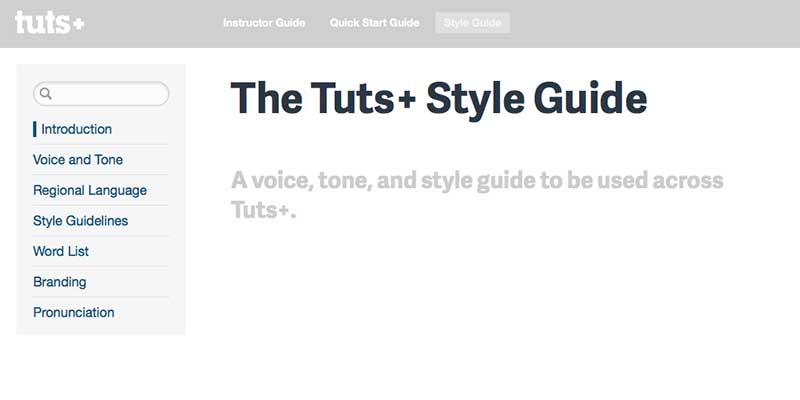 tuts+
Instructor Guide
Quick Start Guide
Style Guide
Introduction
Voice and Tone
Regional Language
Style Guidelines
Word List
Branding
Pronunciation
The Tuts+ Style Guide
A voice, tone, and style guide to be used across
Tuts+.